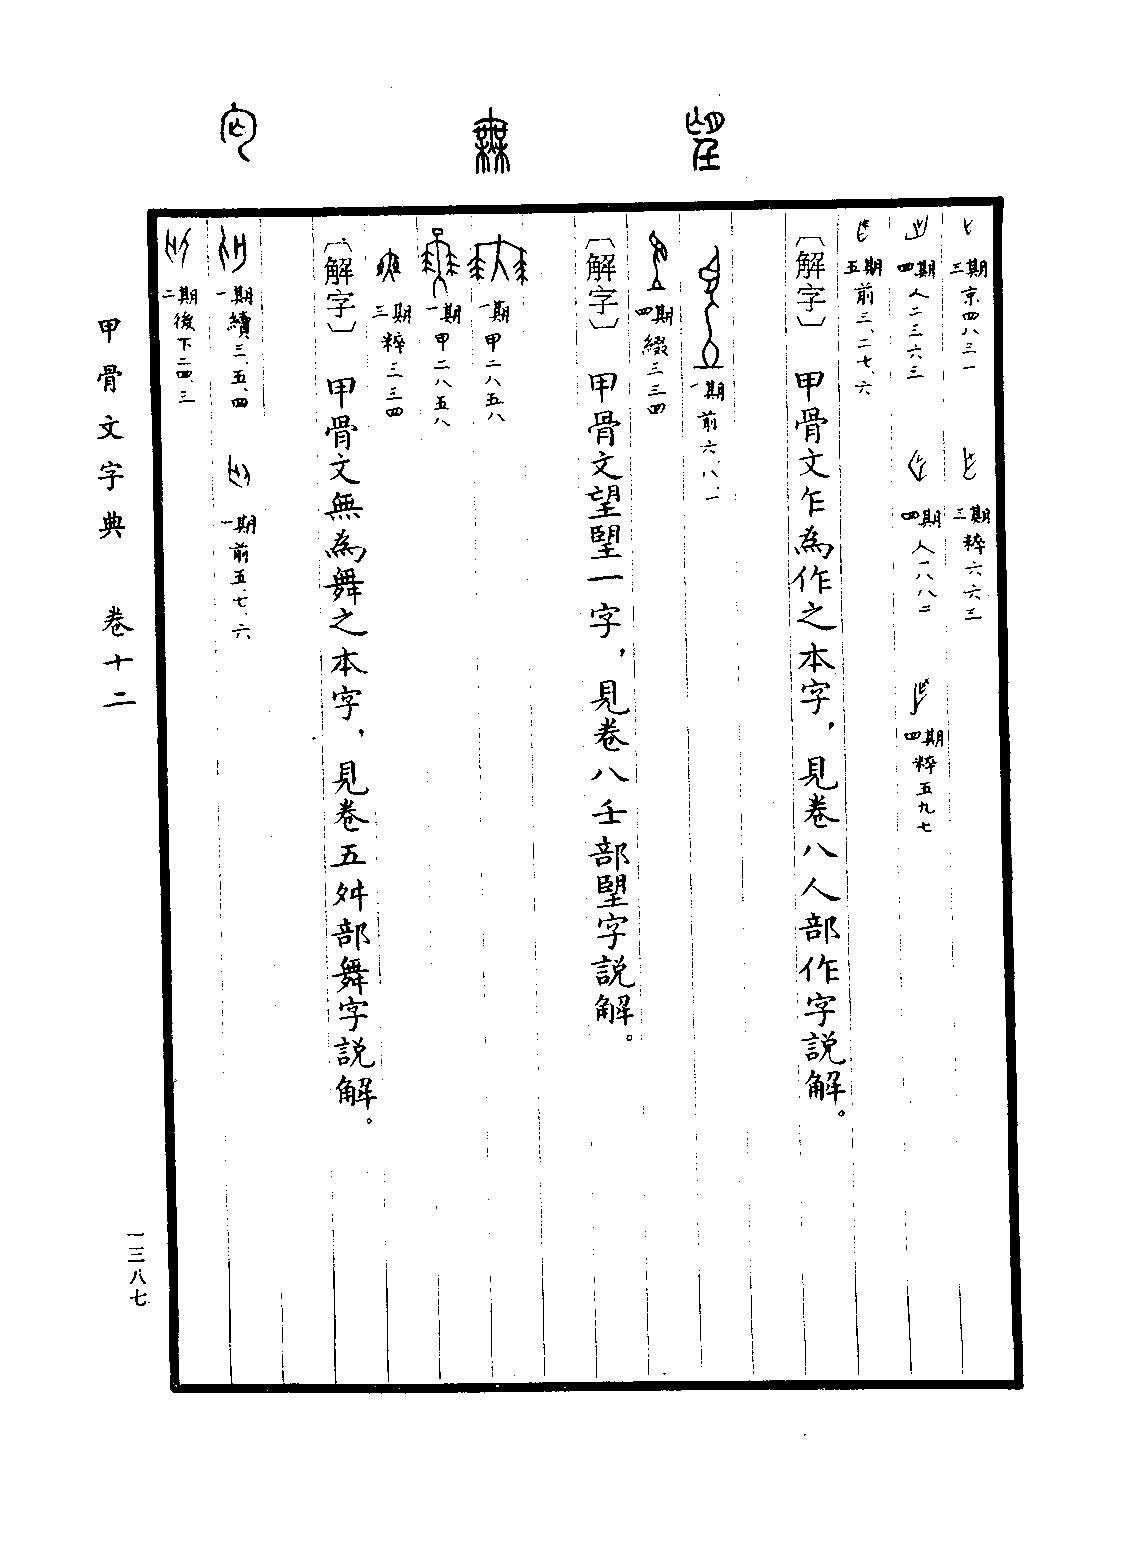 三期 京四八三一
三期 粹六六三
四期 人二三六三
四期 人一八八二
四期 粹五九七
五期 前三、二七、六
〔解字〕 甲骨文乍為作之本字，見卷八人部作字說解。
一期 前六、八、一
四期 綴三三四
〔解字〕 甲骨文望朢一字，見卷八壬部朢字說解。
一期 甲二八五八
一期 甲二八五八
三期 粹三三四
〔解字〕 甲骨文無為舞之本字，見卷五舛部舞字說解。
一期 續三、五、四
一期 前五、七、六
二期 後下二四、三
甲骨文字典 卷十二
一三八七